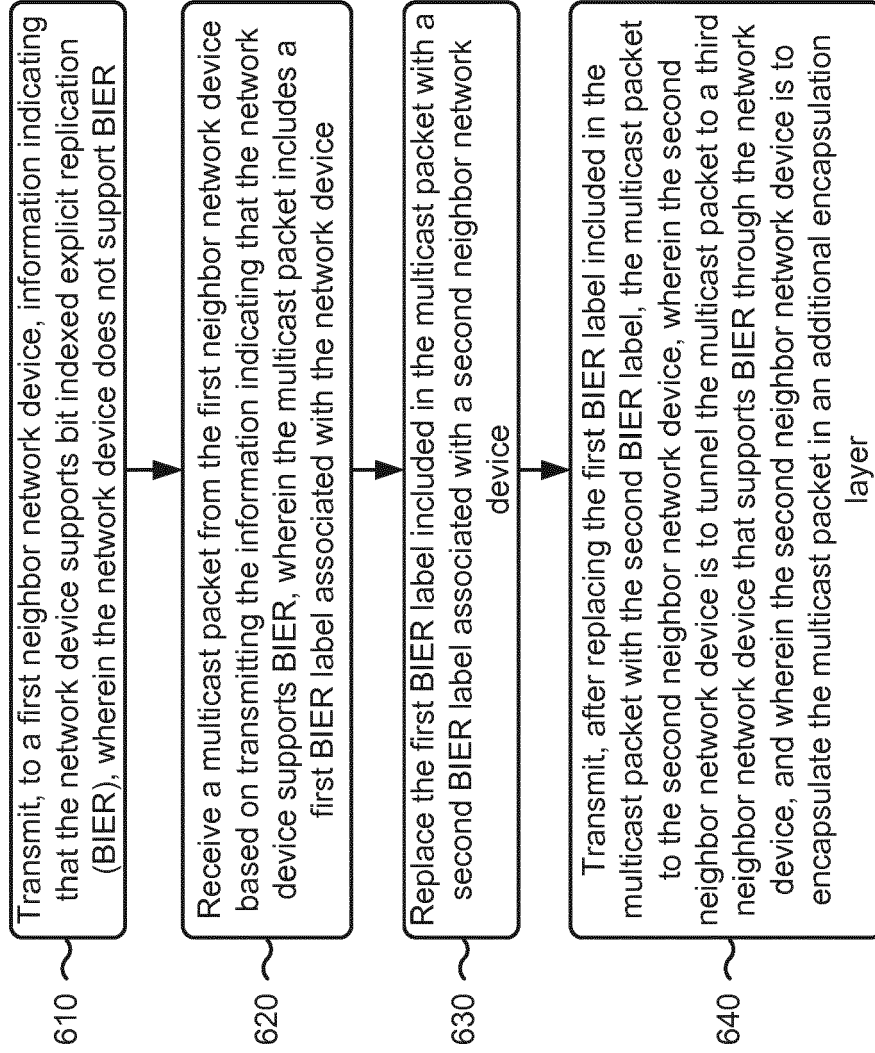 610
Transmit, to a first neighbor network device, information indicating
that the network device supports bit indexed explicit replication
(BIER), wherein the network device does not support BIER
620
Receive a multicast packet from the first neighbor network device
based on transmitting the information indicating that the network
device supports BIER, wherein the multicast packet includes a
first BIER label associated with the network device
630
Replace the first BIER label included in the multicast packet with a
second BIER label associated with a second neighbor network
device
640
Transmit, after replacing the first BIER label included in the
multicast packet with the second BIER label, the multicast packet
to the second neighbor network device, wherein the second
neighbor network device is to tunnel the multicast packet to a third
neighbor network device that supports BIER through the network
device, and wherein the second neighbor network device is to
encapsulate the multicast packet in an additional encapsulation
layer